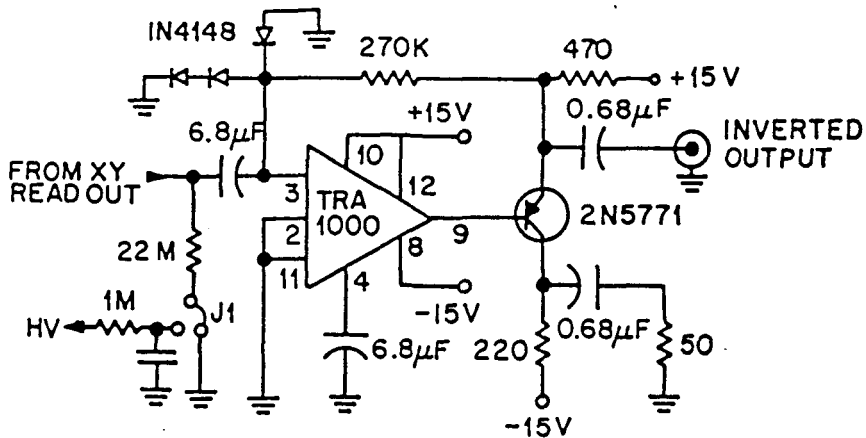 IN4148
270K
470
+15V
6.8µF
+15V
0.68µF
INVERTED
OUTPUT
FROM XY
READ OUT
10
3
12
TRA
1000
2
9
2N5771
8
22 M
11
4
1M
J1
-15V
HV
6.8µF
0.68µF
220
50
-15V